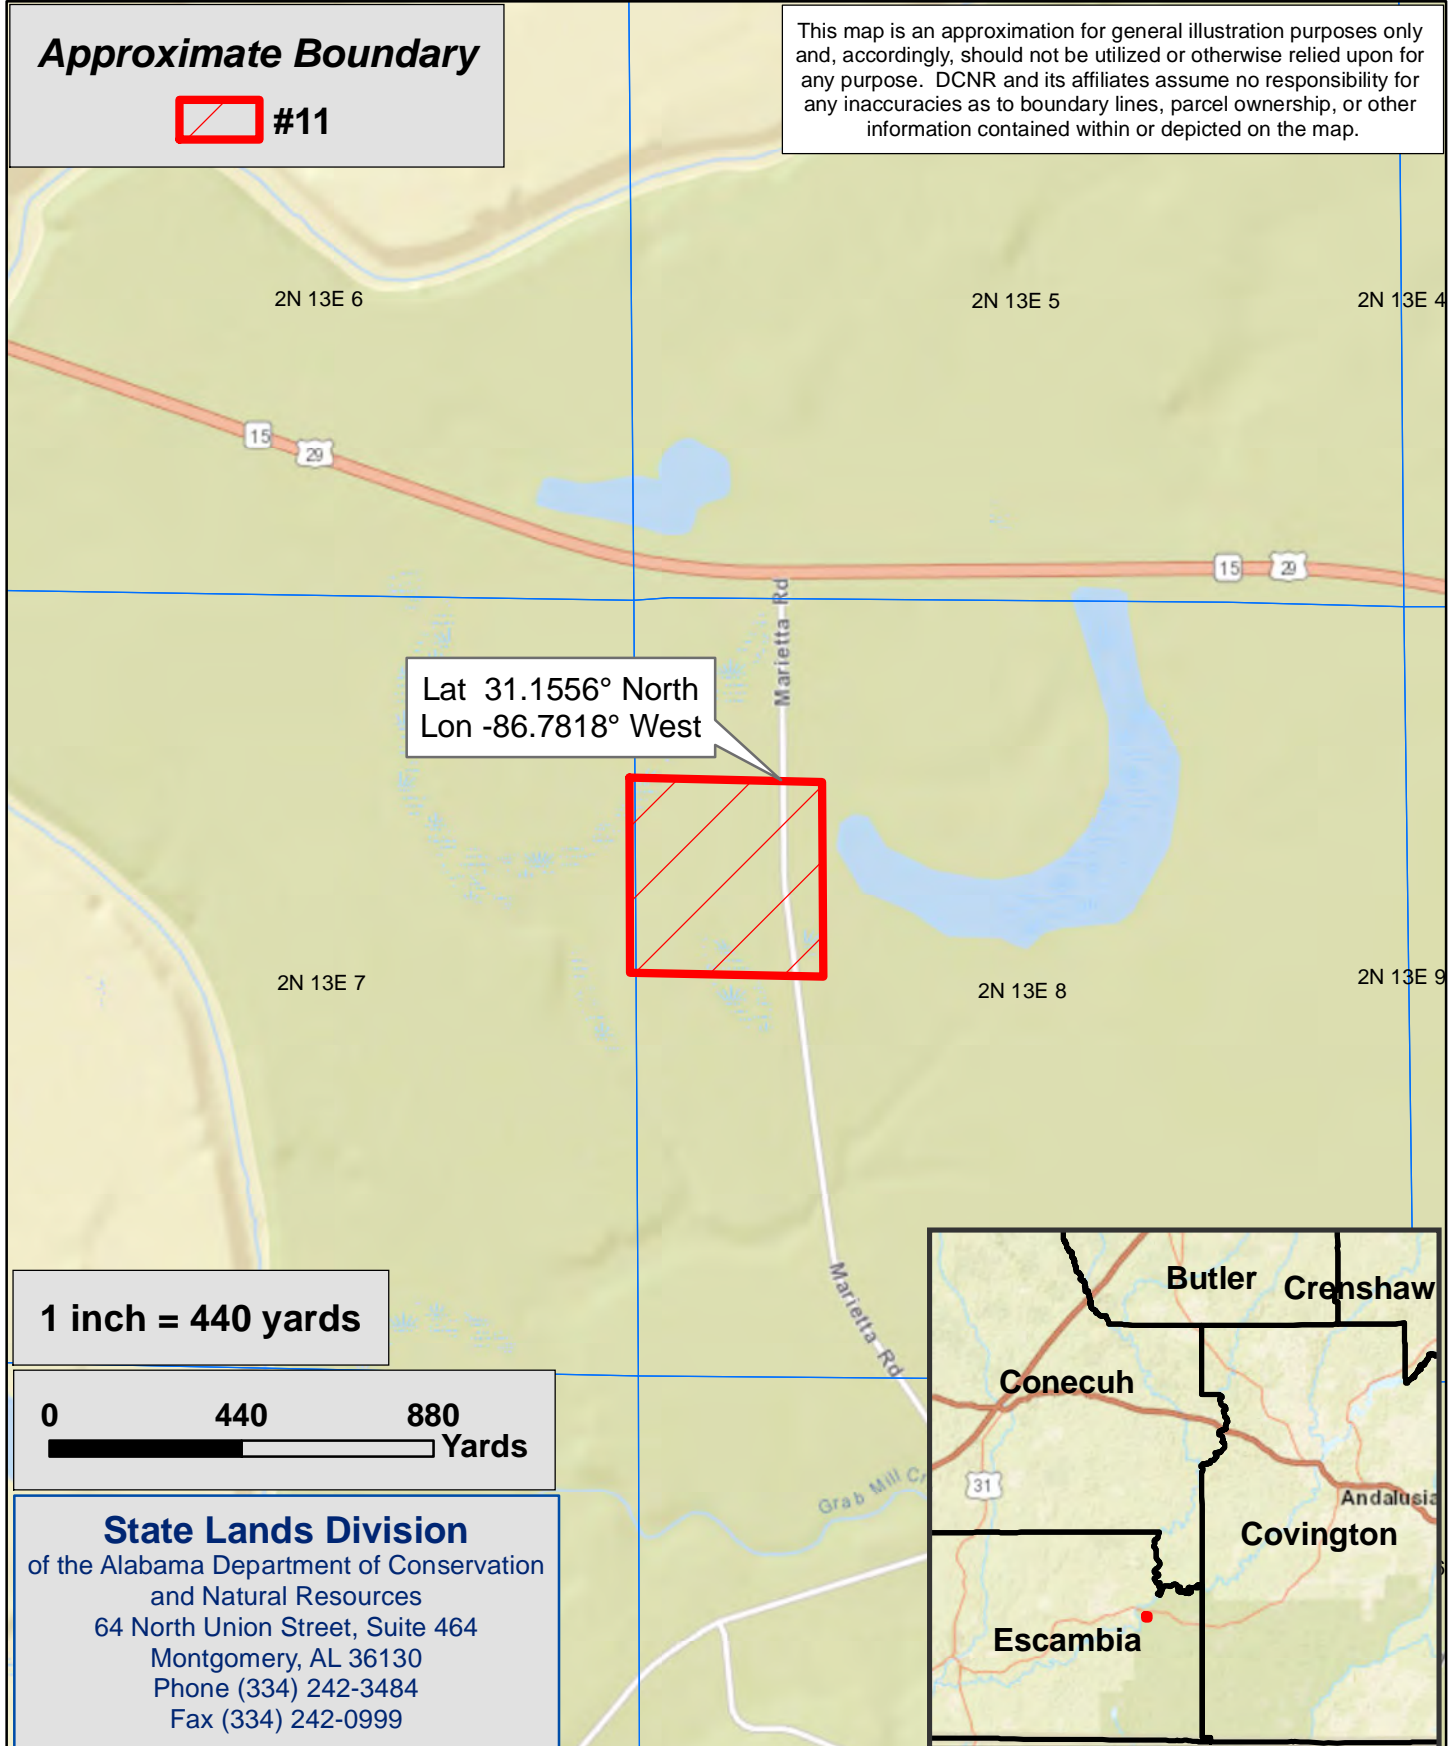 Approximate Boundary
#11
This map is an approximation for general illustration purposes only
and, accordingly, should not be utilized or otherwise relied upon for
any purpose. DCNR and its affiliates assume no responsibility for
any inaccuracies as to boundary lines, parcel ownership, or other
information contained within or depicted on the map.
2N 13E 6
2N 13E 5
2N 13E 4
15
29
15
29
Marietta Rd
Lat 31.1556° North
Lon -86.7818° West
2N 13E 7
2N 13E 8
2N 13E 9
Marietta Rd
1 inch = 440 yards
0 440 880
Yards
Grab Mill Cr
State Lands Division
of the Alabama Department of Conservation
and Natural Resources
64 North Union Street, Suite 464
Montgomery, AL 36130
Phone (334) 242-3484
Fax (334) 242-0999
Butler
Crenshaw
Conecuh
31
Andalusia
Covington
Escambia